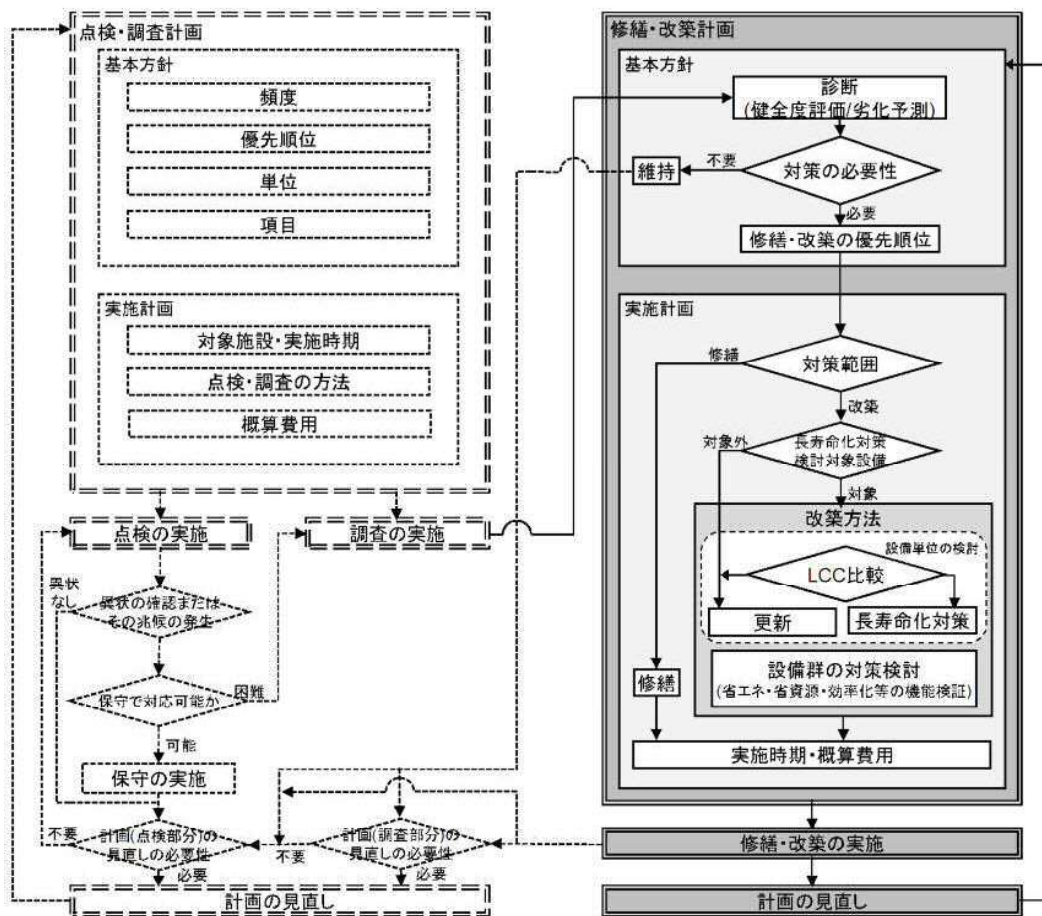 点検・調査計画
基本方針
頻度
優先順位
単位
項目
実施計画
対象施設・実施時期
点検・調査の方法
概算費用
点検の実施
調査の実施
異状
なし
異状の確認または
その兆候の発生
保守で対応可能か
困難
可能
保守の実施
計画(点検部分)の
見直しの必要性
不要
必要
計画(調査部分)の
見直しの必要性
不要
必要
計画の見直し
修繕・改築計画
基本方針
診断
(健全度評価/劣化予測)
対策の必要性
不要
維持
必要
修繕・改築の優先順位
実施計画
対策範囲
修繕
改築
長寿命化対策
検討対象設備
対象外
対象
改築方法
設備単位の検討
LCC比較
更新
長寿命化対策
設備群の対策検討
(省エネ・省資源・効率化等の機能検証)
修繕
実施時期・概算費用
修繕・改築の実施
計画の見直し